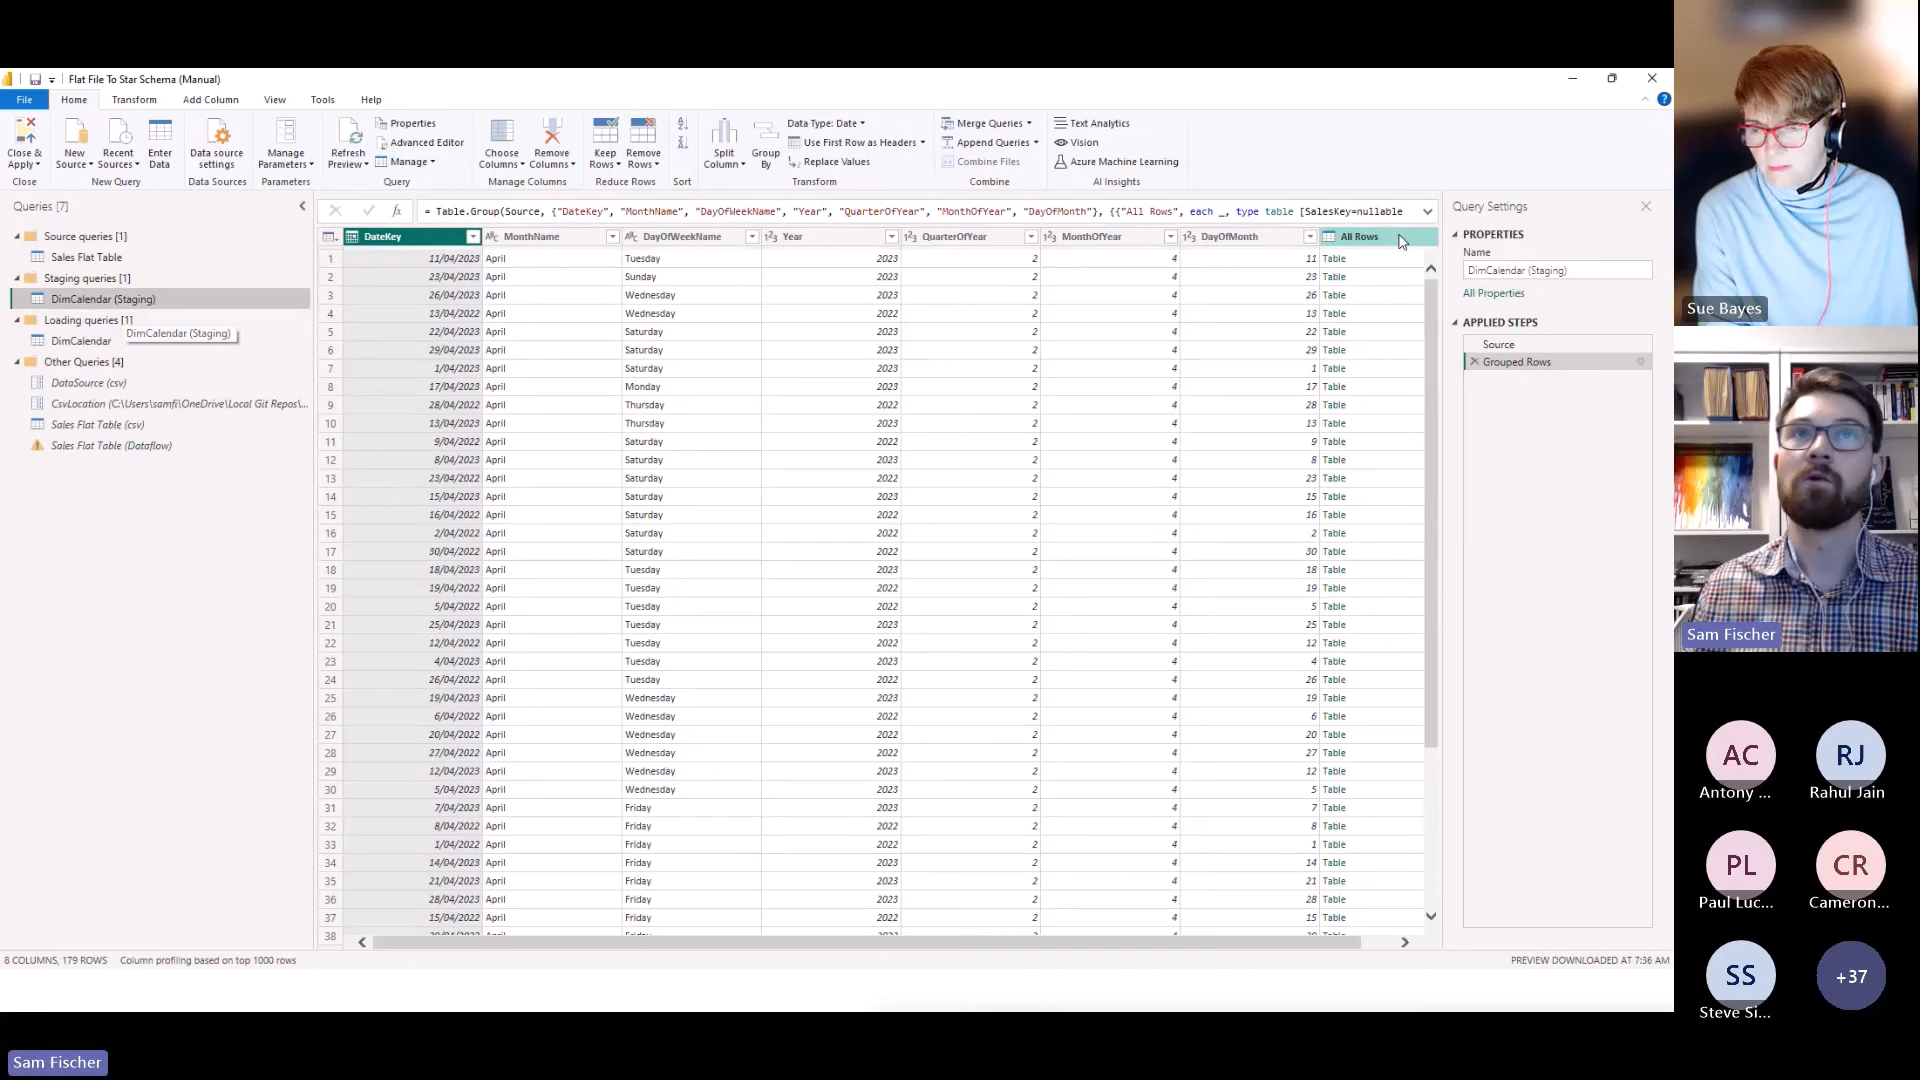 Flat File To Star Schema (Manual)
File Home Transform Add Column View Tools Help
Close & Apply
New Source
Recent Sources
Enter Data
Data source settings
Manage Parameters
Refresh Preview
Properties
Advanced Editor
Manage
Choose Columns
Remove Columns
Keep Rows
Remove Rows
Split Column
Group By
Data Type: Date
Use First Row as Headers
Replace Values
Merge Queries
Append Queries
Combine Files
Text Analytics
Vision
Azure Machine Learning
Close New Query Data Sources Parameters Query Manage Columns Reduce Rows Sort Transform Combine AI Insights
Queries [7]
Source queries [1]
Sales Flat Table
Staging queries [1]
DimCalendar (Staging)
Loading queries [1]
DimCalendar (Staging)
DimCalendar
Other Queries [4]
DataSource (csv)
CsvLocation (C:\Users\samfi\OneDrive\Local Git Repos\...
Sales Flat Table (csv)
Sales Flat Table (Dataflow)
= Table.Group(Source, {"DateKey", "MonthName", "DayOfWeekName", "Year", "QuarterOfYear", "MonthOfYear", "DayOfMonth"}, {{"All Rows", each _, type table [SalesKey=nullable
DateKey MonthName DayOfWeekName Year QuarterOfYear MonthOfYear DayOfMonth All Rows
1 11/04/2023 April Tuesday 2023 2 4 11 Table
2 23/04/2023 April Sunday 2023 2 4 23 Table
3 26/04/2023 April Wednesday 2023 2 4 26 Table
4 13/04/2022 April Wednesday 2022 2 4 13 Table
5 22/04/2023 April Saturday 2023 2 4 22 Table
6 29/04/2023 April Saturday 2023 2 4 29 Table
7 1/04/2023 April Saturday 2023 2 4 1 Table
8 17/04/2023 April Monday 2023 2 4 17 Table
9 28/04/2022 April Thursday 2022 2 4 28 Table
10 13/04/2023 April Thursday 2023 2 4 13 Table
11 9/04/2022 April Saturday 2022 2 4 9 Table
12 8/04/2023 April Saturday 2023 2 4 8 Table
13 23/04/2022 April Saturday 2022 2 4 23 Table
14 15/04/2023 April Saturday 2023 2 4 15 Table
15 16/04/2022 April Saturday 2022 2 4 16 Table
16 2/04/2022 April Saturday 2022 2 4 2 Table
17 30/04/2022 April Saturday 2022 2 4 30 Table
18 18/04/2023 April Tuesday 2023 2 4 18 Table
19 19/04/2022 April Tuesday 2022 2 4 19 Table
20 5/04/2022 April Tuesday 2022 2 4 5 Table
21 25/04/2023 April Tuesday 2023 2 4 25 Table
22 12/04/2022 April Tuesday 2022 2 4 12 Table
23 4/04/2023 April Tuesday 2023 2 4 4 Table
24 26/04/2022 April Tuesday 2022 2 4 26 Table
25 19/04/2023 April Wednesday 2023 2 4 19 Table
26 6/04/2022 April Wednesday 2022 2 4 6 Table
27 20/04/2022 April Wednesday 2022 2 4 20 Table
28 27/04/2022 April Wednesday 2022 2 4 27 Table
29 12/04/2023 April Wednesday 2023 2 4 12 Table
30 5/04/2023 April Wednesday 2023 2 4 5 Table
31 7/04/2023 April Friday 2023 2 4 7 Table
32 8/04/2022 April Friday 2022 2 4 8 Table
33 1/04/2022 April Friday 2022 2 4 1 Table
34 14/04/2023 April Friday 2023 2 4 14 Table
35 21/04/2023 April Friday 2023 2 4 21 Table
36 28/04/2023 April Friday 2023 2 4 28 Table
37 15/04/2022 April Friday 2022 2 4 15 Table
38
Query Settings
PROPERTIES
Name
DimCalendar (Staging)
All Properties
APPLIED STEPS
Source
Grouped Rows
8 COLUMNS, 179 ROWS Column profiling based on top 1000 rows
PREVIEW DOWNLOADED AT 7:36 AM
Sue Bayes
Sam Fischer
AC
Antony ...
RJ
Rahul Jain
PL
Paul Luc...
CR
Cameron...
SS
Steve Si...
+37
Sam Fischer